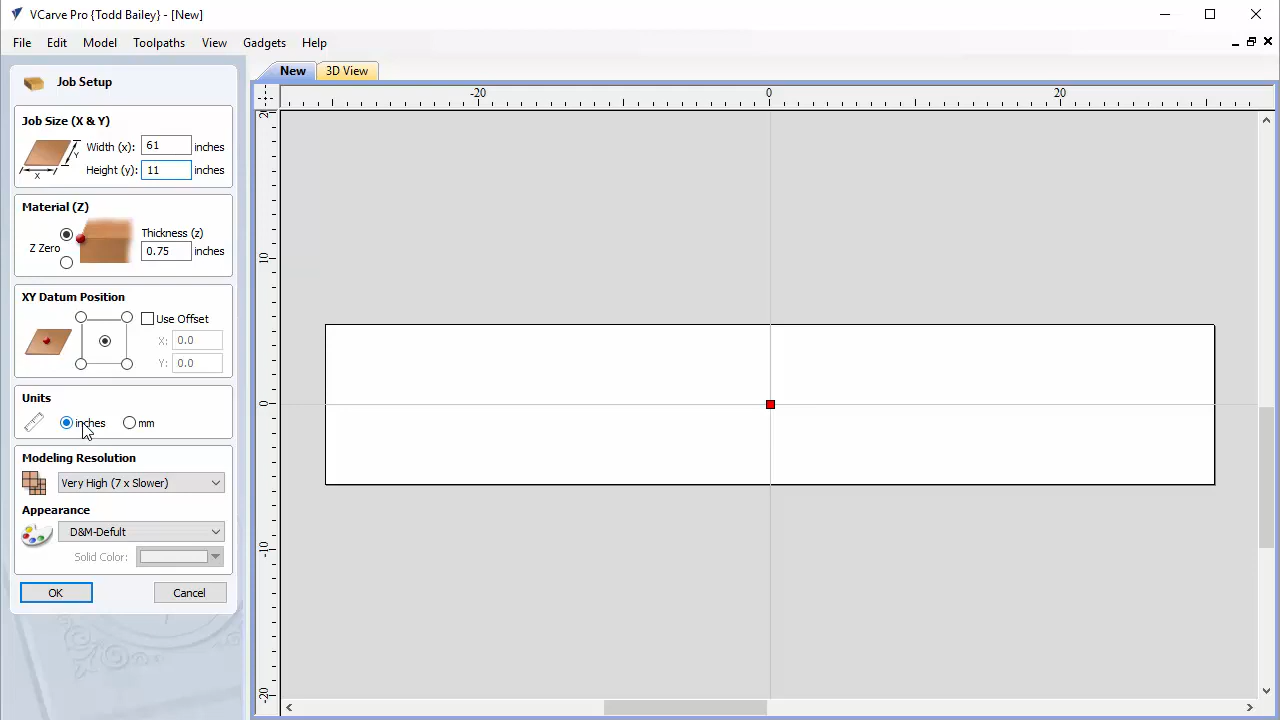 VCarve Pro {Todd Bailey} - [New]
File Edit Model Toolpaths View Gadgets Help
Job Setup
New 3D View
-20 0 20
Job Size (X & Y)
Width (x): 61 inches
Height (y): 11 inches
Y
X
Material (Z)
Z Zero
Thickness (z)
0.75 inches
XY Datum Position
Use Offset
X: 0.0
Y: 0.0
Units
inches mm
Modeling Resolution
Very High (7 x Slower)
Appearance
D&M-Defult
Solid Color:
OK Cancel
20
10
0
-10
-20